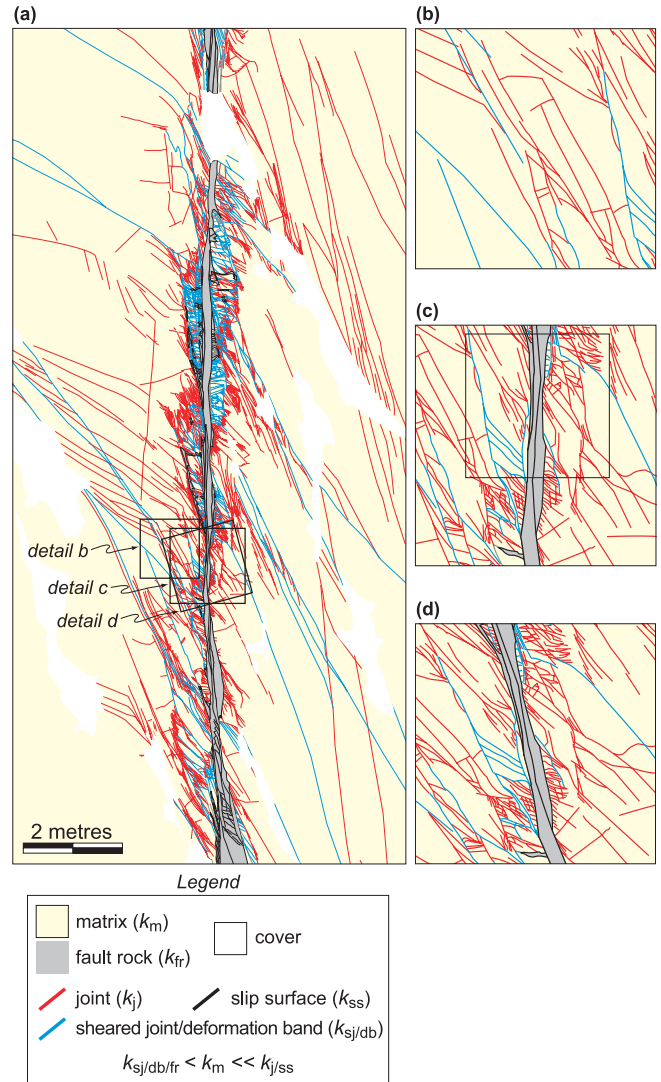 (a)
(b)
(c)
(d)
detail b
detail c
detail d
2 metres
Legend
matrix (km)
cover
fault rock (kfr)
joint (kj)
slip surface (kss)
sheared joint/deformation band (ksj/db)
ksj/db/fr < km << kj/ss